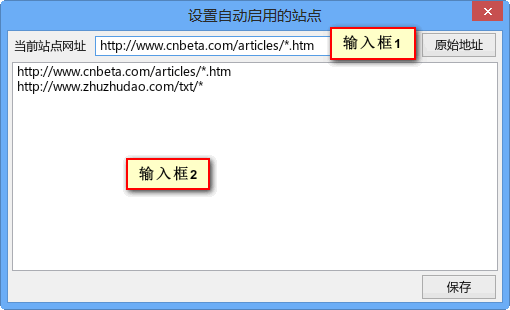 设置自动启用的站点
当前站点网址 http://www.cnbeta.com/articles/*.htm 输入框1 原始地址
http://www.cnbeta.com/articles/*.htm
http://www.zhuzhudao.com/txt/*
输入框2
保存